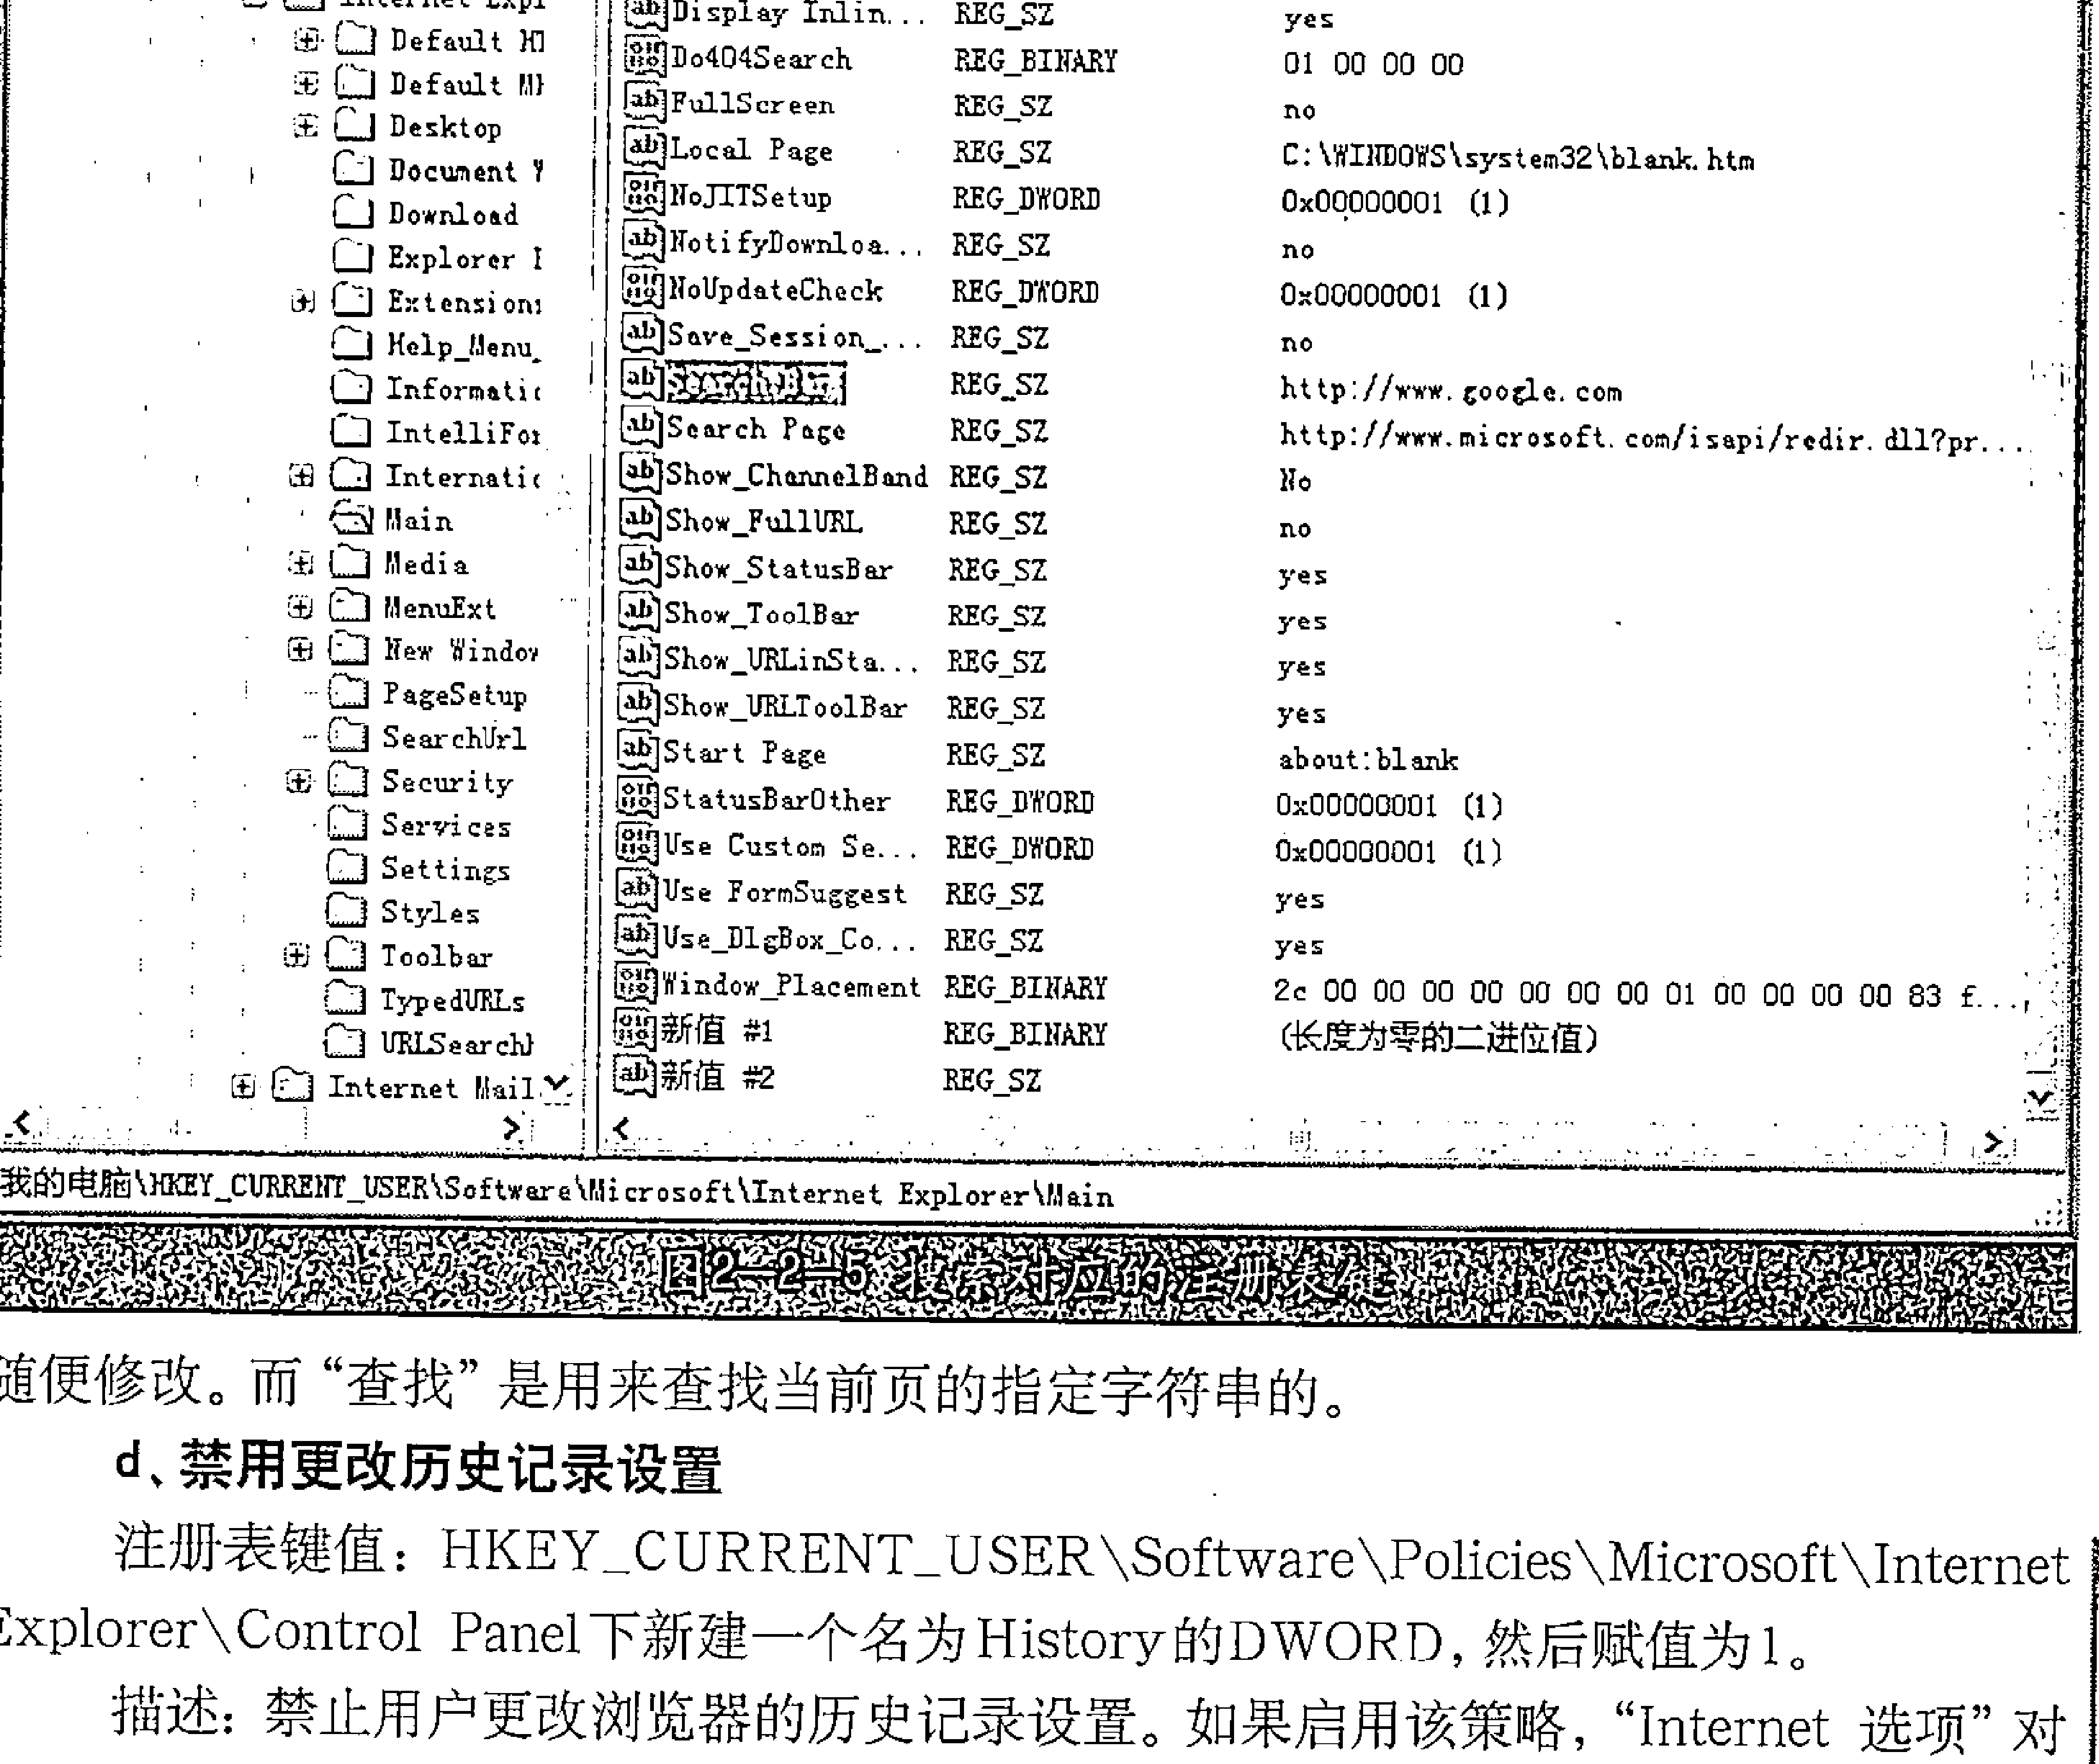 Internet Expl
Default HT
Default MH
Desktop
Document
Download
Explorer
Extensions
Help_Menu_
Informatic
IntelliFor
Internatic
Main
Media
MenuExt
New Window
PageSetup
SearchUrl
Security
Services
Settings
Styles
Toolbar
TypedURLs
URLSearchH
Internet Mail
Display Inlin... REG_SZ yes
Do404Search REG_BINARY 01 00 00 00
FullScreen REG_SZ no
Local Page REG_SZ C:\WINDOWS\system32\blank.htm
NoJITSetup REG_DWORD 0x00000001 (1)
NotifyDownloa... REG_SZ no
NoUpdateCheck REG_DWORD 0x00000001 (1)
Save_Session_... REG_SZ no
Search Bar REG_SZ http://www.google.com
Search Page REG_SZ http://www.microsoft.com/isapi/redir.dll?pr...
Show_ChannelBand REG_SZ No
Show_FullURL REG_SZ no
Show_StatusBar REG_SZ yes
Show_ToolBar REG_SZ yes
Show_URLinSta... REG_SZ yes
Show_URLToolBar REG_SZ yes
Start Page REG_SZ about:blank
StatusBarOther REG_DWORD 0x00000001 (1)
Use Custom Se... REG_DWORD 0x00000001 (1)
Use FormSuggest REG_SZ yes
Use_DlgBox_Co... REG_SZ yes
Window_Placement REG_BINARY 2c 00 00 00 00 00 00 00 01 00 00 00 00 83 f...
新值 #1 REG_BINARY (长度为零的二进位值)
新值 #2 REG_SZ
我的电脑\HKEY_CURRENT_USER\Software\Microsoft\Internet Explorer\Main
图2-2-5 搜索对应的注册表键
随便修改。而“查找”是用来查找当前页的指定字符串的。
d、禁用更改历史记录设置
注册表键值：HKEY_CURRENT_USER\Software\Policies\Microsoft\Internet
Explorer\Control Panel下新建一个名为History的DWORD，然后赋值为1。
描述：禁止用户更改浏览器的历史记录设置。如果启用该策略，“Internet 选项”对